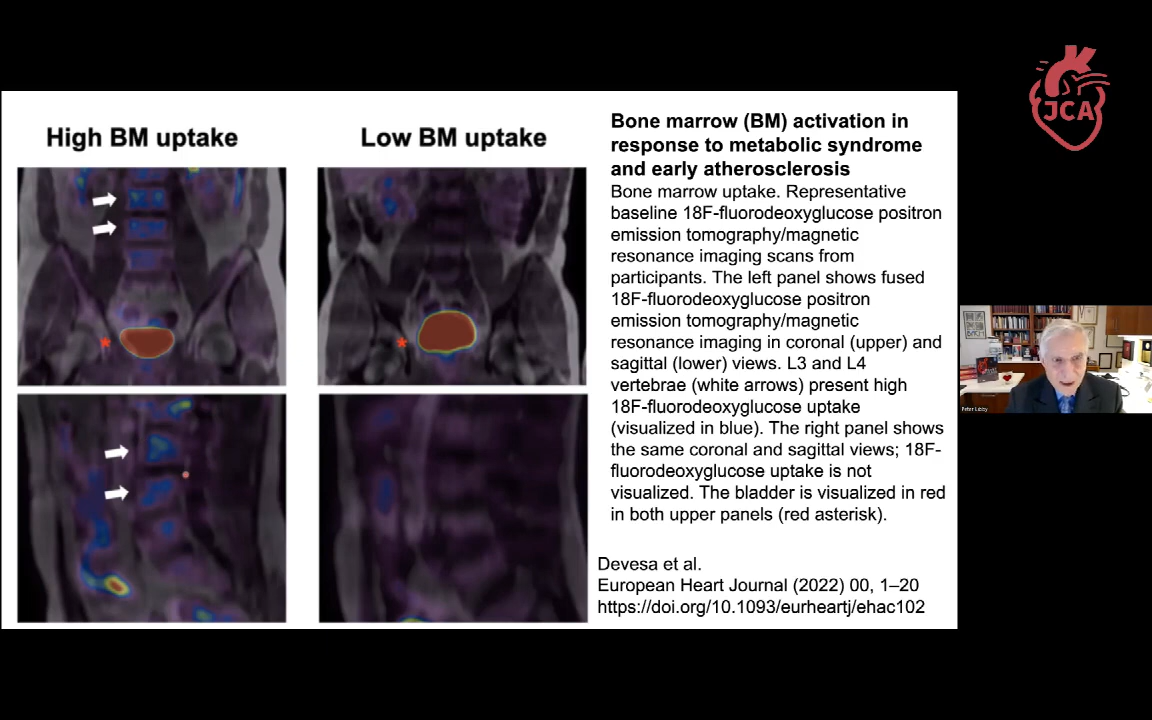 JCA
High BM uptake
Low BM uptake
*
*
Bone marrow (BM) activation in
response to metabolic syndrome
and early atherosclerosis
Bone marrow uptake. Representative
baseline 18F-fluorodeoxyglucose positron
emission tomography/magnetic
resonance imaging scans from
participants. The left panel shows fused
18F-fluorodeoxyglucose positron
emission tomography/magnetic
resonance imaging in coronal (upper) and
sagittal (lower) views. L3 and L4
vertebrae (white arrows) present high
18F-fluorodeoxyglucose uptake
(visualized in blue). The right panel shows
the same coronal and sagittal views; 18F-
fluorodeoxyglucose uptake is not
visualized. The bladder is visualized in red
in both upper panels (red asterisk).
Devesa et al.
European Heart Journal (2022) 00, 1–20
https://doi.org/10.1093/eurheartj/ehac102
Peter Libby